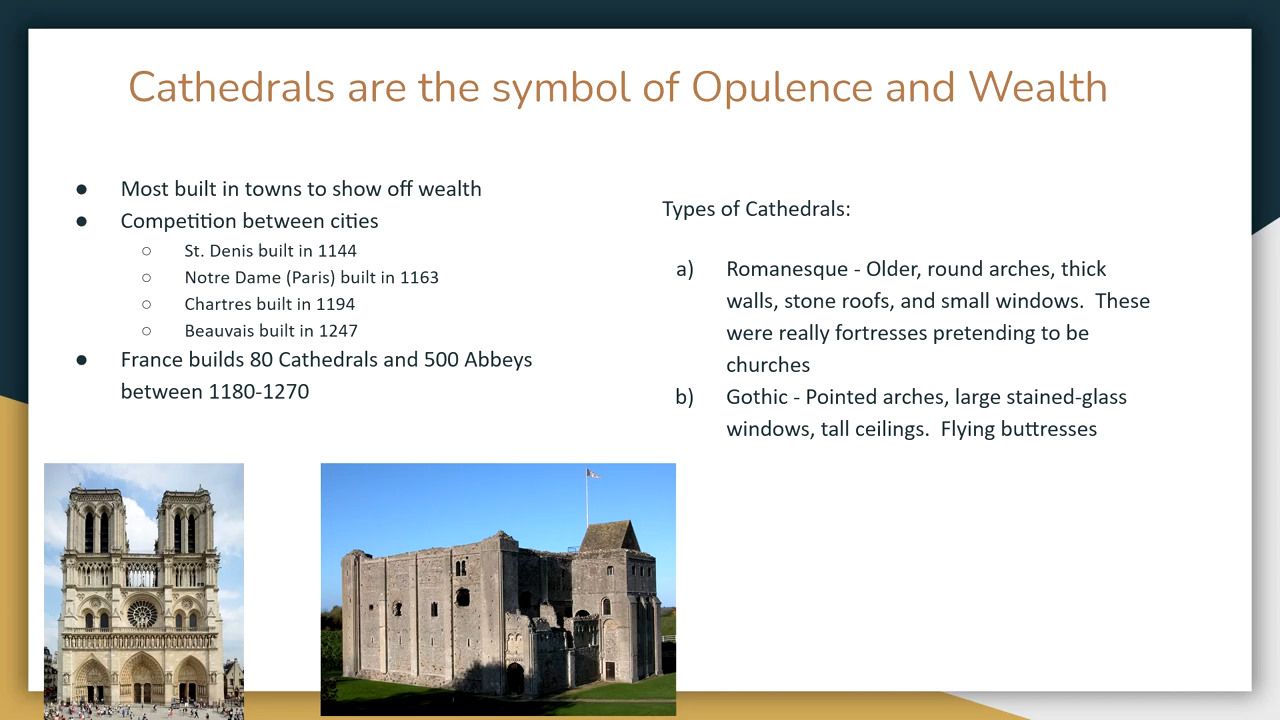 Cathedrals are the symbol of Opulence and Wealth
● Most built in towns to show off wealth
● Competition between cities
○ St. Denis built in 1144
○ Notre Dame (Paris) built in 1163
○ Chartres built in 1194
○ Beauvais built in 1247
● France builds 80 Cathedrals and 500 Abbeys
between 1180-1270
Types of Cathedrals:
a) Romanesque - Older, round arches, thick
walls, stone roofs, and small windows.  These
were really fortresses pretending to be
churches
b) Gothic - Pointed arches, large stained-glass
windows, tall ceilings.  Flying buttresses